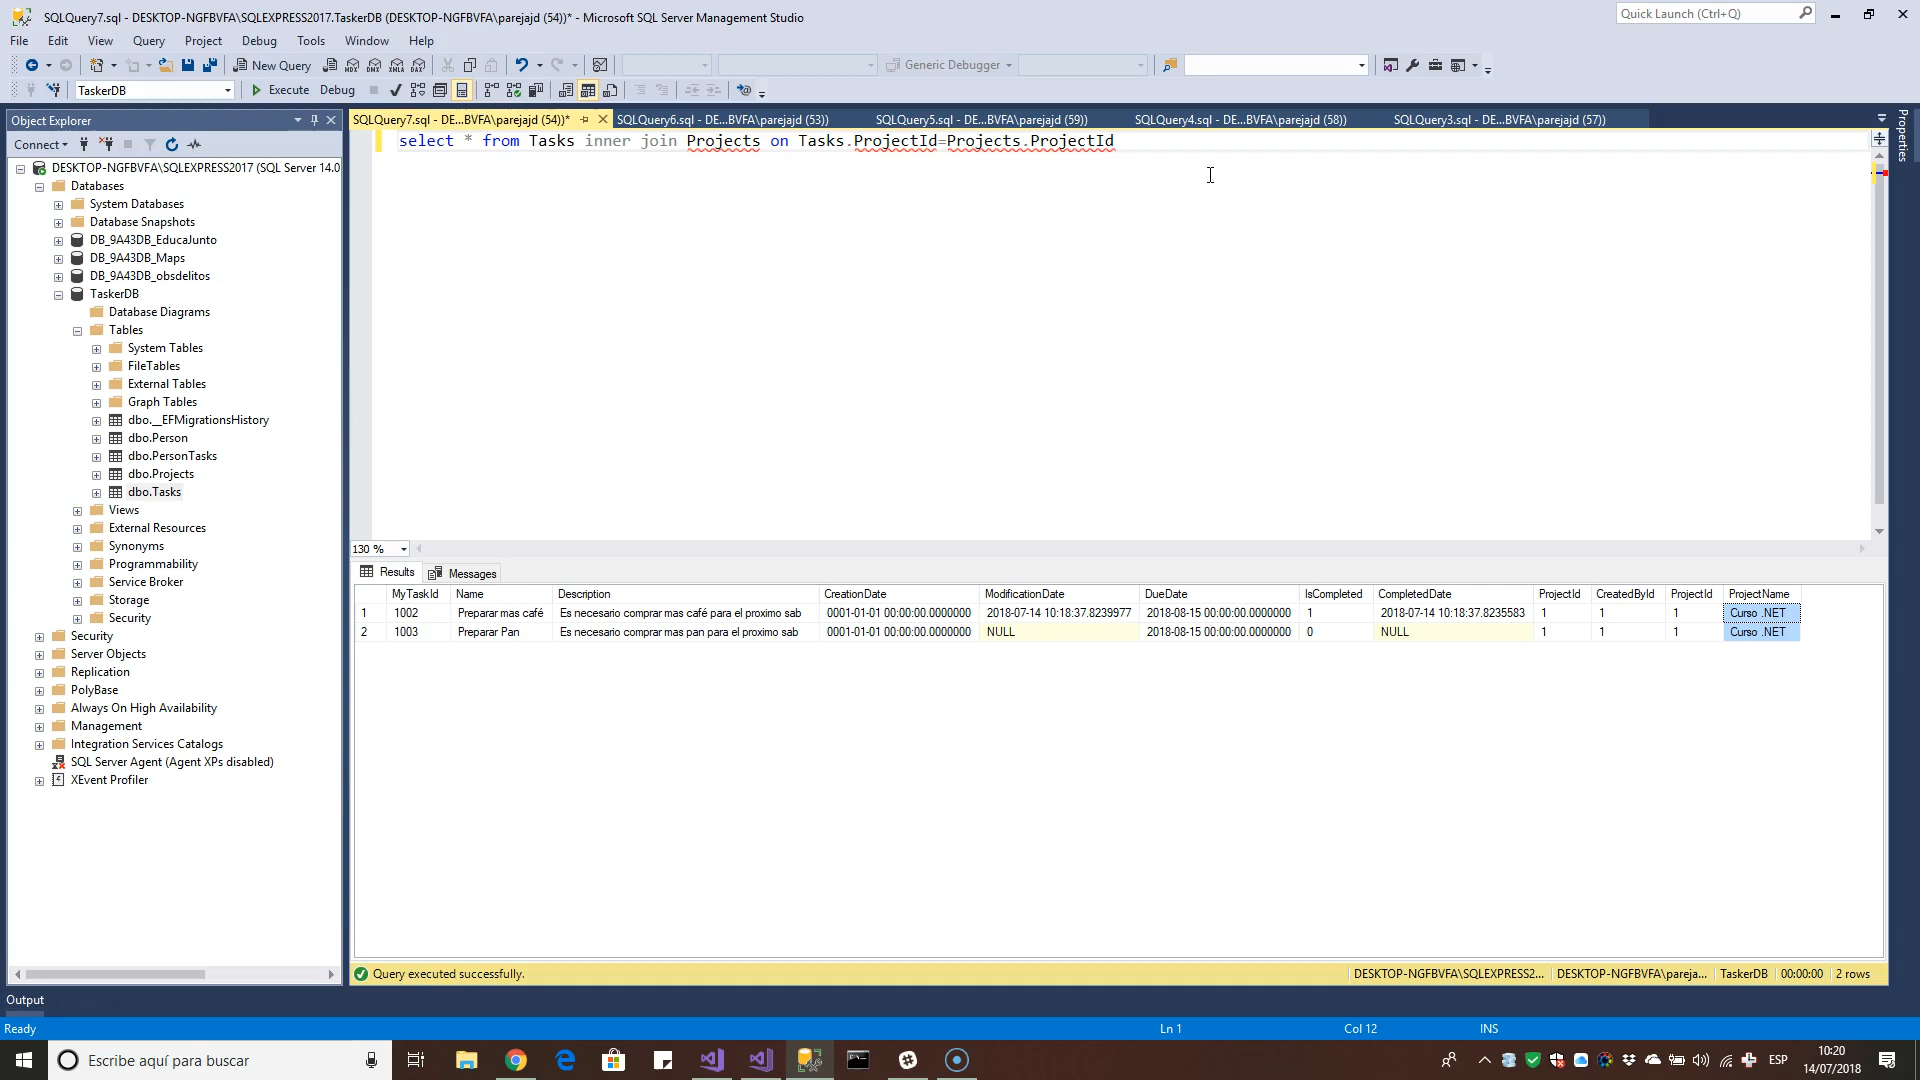 SQLQuery7.sql - DESKTOP-NGFBVFA\SQLEXPRESS2017.TaskerDB (DESKTOP-NGFBVFA\parejajd (54))* - Microsoft SQL Server Management Studio
Quick Launch (Ctrl+Q)
File Edit View Query Project Debug Tools Window Help
New Query
Generic Debugger
TaskerDB
Execute Debug
Object Explorer
SQLQuery7.sql - DE...BVFA\parejajd (54))*
SQLQuery6.sql - DE...BVFA\parejajd (53))
SQLQuery5.sql - DE...BVFA\parejajd (59))
SQLQuery4.sql - DE...BVFA\parejajd (58))
SQLQuery3.sql - DE...BVFA\parejajd (57))
Properties
Connect
select * from Tasks inner join Projects on Tasks.ProjectId=Projects.ProjectId
DESKTOP-NGFBVFA\SQLEXPRESS2017 (SQL Server 14.0
Databases
System Databases
Database Snapshots
DB_9A43DB_EducaJunto
DB_9A43DB_Maps
DB_9A43DB_obsdelitos
TaskerDB
Database Diagrams
Tables
System Tables
FileTables
External Tables
Graph Tables
dbo.__EFMigrationsHistory
dbo.Person
dbo.PersonTasks
dbo.Projects
dbo.Tasks
Views
External Resources
Synonyms
Programmability
Service Broker
Storage
Security
Security
Server Objects
Replication
PolyBase
Always On High Availability
Management
Integration Services Catalogs
SQL Server Agent (Agent XPs disabled)
XEvent Profiler
130 %
Results Messages
MyTaskId Name Description CreationDate ModificationDate DueDate IsCompleted CompletedDate ProjectId CreatedById ProjectId ProjectName
1 1002 Preparar mas café Es necesario comprar mas café para el proximo sab 0001-01-01 00:00:00.0000000 2018-07-14 10:18:37.8239977 2018-08-15 00:00:00.0000000 1 2018-07-14 10:18:37.8235583 1 1 1 Curso .NET
2 1003 Preparar Pan Es necesario comprar mas pan para el proximo sab 0001-01-01 00:00:00.0000000 NULL 2018-08-15 00:00:00.0000000 0 NULL 1 1 1 Curso .NET
Query executed successfully.
DESKTOP-NGFBVFA\SQLEXPRESS2... DESKTOP-NGFBVFA\pareja... TaskerDB 00:00:00 2 rows
Output
Ready
Ln 1 Col 12 INS
Escribe aquí para buscar
ESP
10:20
14/07/2018